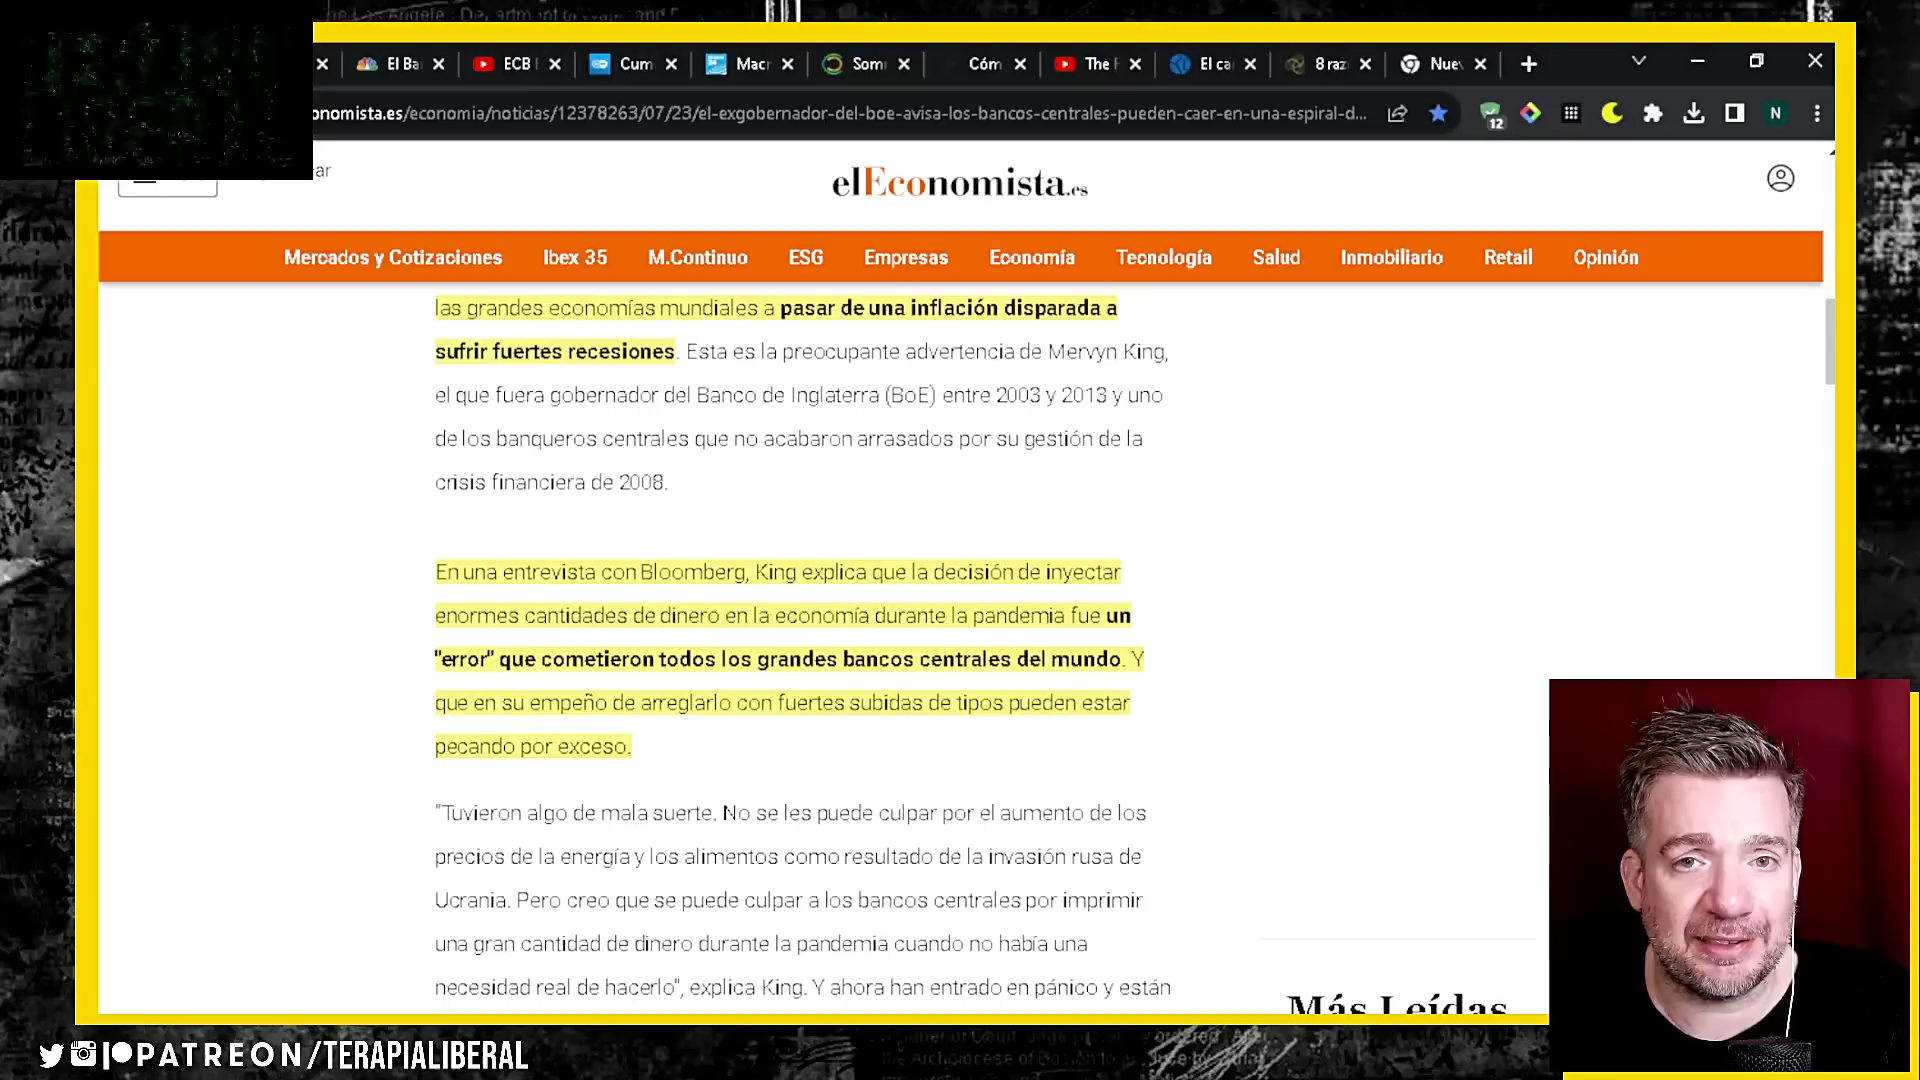 El Ba
ECB
Cum
Mac
Som
Cóm
The F
El ca
8 raz
Nue
onomista.es/economia/noticias/12378263/07/23/el-exgobernador-del-boe-avisa-los-bancos-centrales-pueden-caer-en-una-espiral-d...
12
N
ar
elEconomista.es
Mercados y Cotizaciones
Ibex 35
M.Continuo
ESG
Empresas
Economía
Tecnología
Salud
Inmobiliario
Retail
Opinión
las grandes economías mundiales a pasar de una inflación disparada a
sufrir fuertes recesiones. Esta es la preocupante advertencia de Mervyn King,
el que fuera gobernador del Banco de Inglaterra (BoE) entre 2003 y 2013 y uno
de los banqueros centrales que no acabaron arrasados por su gestión de la
crisis financiera de 2008.
En una entrevista con Bloomberg, King explica que la decisión de inyectar
enormes cantidades de dinero en la economía durante la pandemia fue un
"error" que cometieron todos los grandes bancos centrales del mundo. Y
que en su empeño de arreglarlo con fuertes subidas de tipos pueden estar
pecando por exceso.
"Tuvieron algo de mala suerte. No se les puede culpar por el aumento de los
precios de la energía y los alimentos como resultado de la invasión rusa de
Ucrania. Pero creo que se puede culpar a los bancos centrales por imprimir
una gran cantidad de dinero durante la pandemia cuando no había una
necesidad real de hacerlo", explica King. Y ahora han entrado en pánico y están
Más Leídas
PATREON/TERAPIALIBERAL